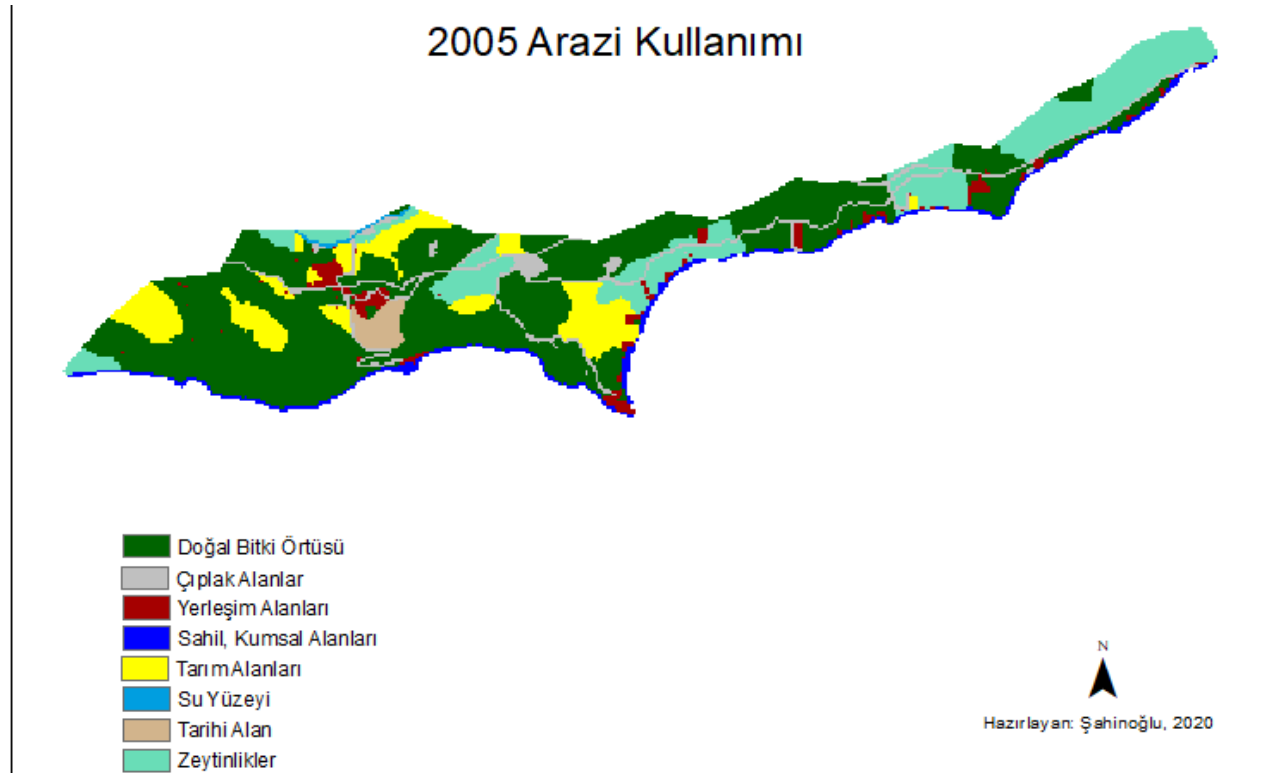 2005 Arazi Kullanımı
Doğal Bitki Örtüsü
Çıplak Alanlar
Yerleşim Alanları
Sahil, Kumsal Alanları
Tarım Alanları
Su Yüzeyi
Tarihi Alan
Zeytinlikler
N
Hazırlayan: Şahinoğlu, 2020